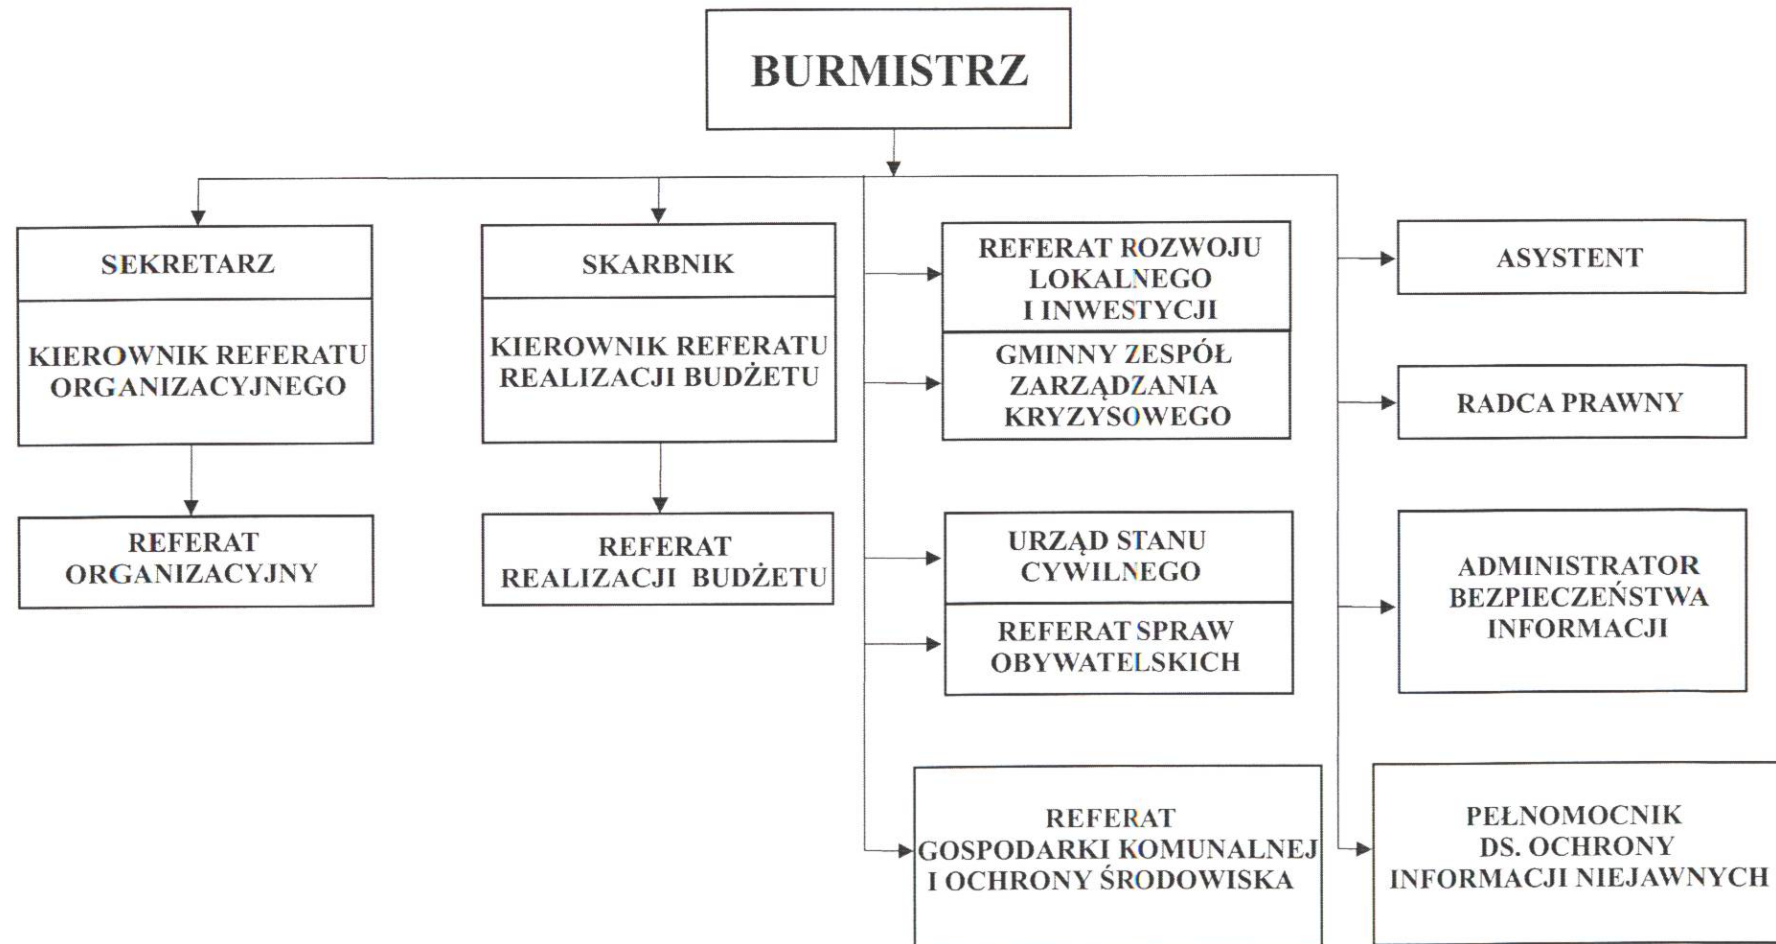 BURMISTRZ
SEKRETARZ
KIEROWNIK REFERATU
ORGANIZACYJNEGO
REFERAT
ORGANIZACYJNY
SKARBNIK
KIEROWNIK REFERATU
REALIZACJI BUDŻETU
REFERAT
REALIZACJI BUDŻETU
REFERAT ROZWOJU
LOKALNEGO
I INWESTYCJI
GMINNY ZESPÓŁ
ZARZĄDZANIA
KRYZYSOWEGO
URZĄD STANU
CYWILNEGO
REFERAT SPRAW
OBYWATELSKICH
REFERAT
GOSPODARKI KOMUNALNEJ
I OCHRONY ŚRODOWISKA
ASYSTENT
RADCA PRAWNY
ADMINISTRATOR
BEZPIECZEŃSTWA
INFORMACJI
PEŁNOMOCNIK
DS. OCHRONY
INFORMACJI NIEJAWNYCH